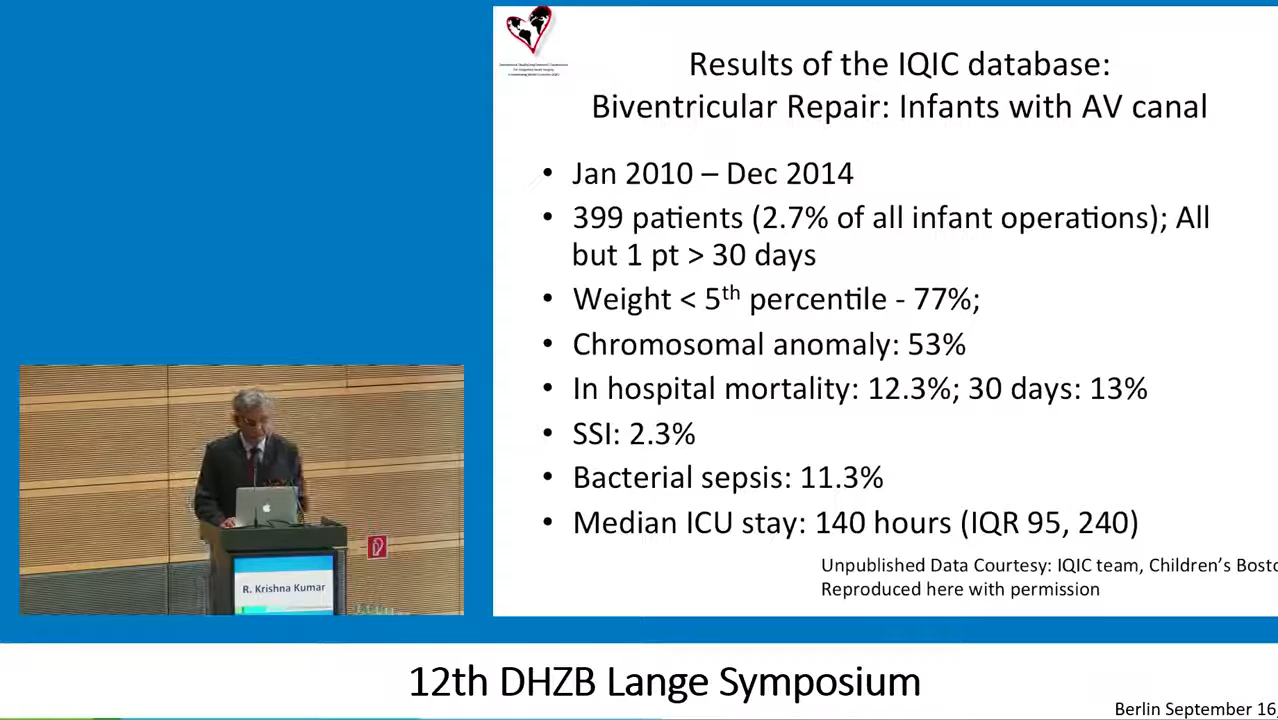 Results of the IQIC database:
Biventricular Repair: Infants with AV canal
• Jan 2010 – Dec 2014
• 399 patients (2.7% of all infant operations); All
but 1 pt > 30 days
• Weight < 5th percentile - 77%;
• Chromosomal anomaly: 53%
• In hospital mortality: 12.3%; 30 days: 13%
• SSI: 2.3%
• Bacterial sepsis: 11.3%
• Median ICU stay: 140 hours (IQR 95, 240)
Unpublished Data Courtesy: IQIC team, Children’s Bosto
Reproduced here with permission
R. Krishna Kumar
12th DHZB Lange Symposium
Berlin September 16,